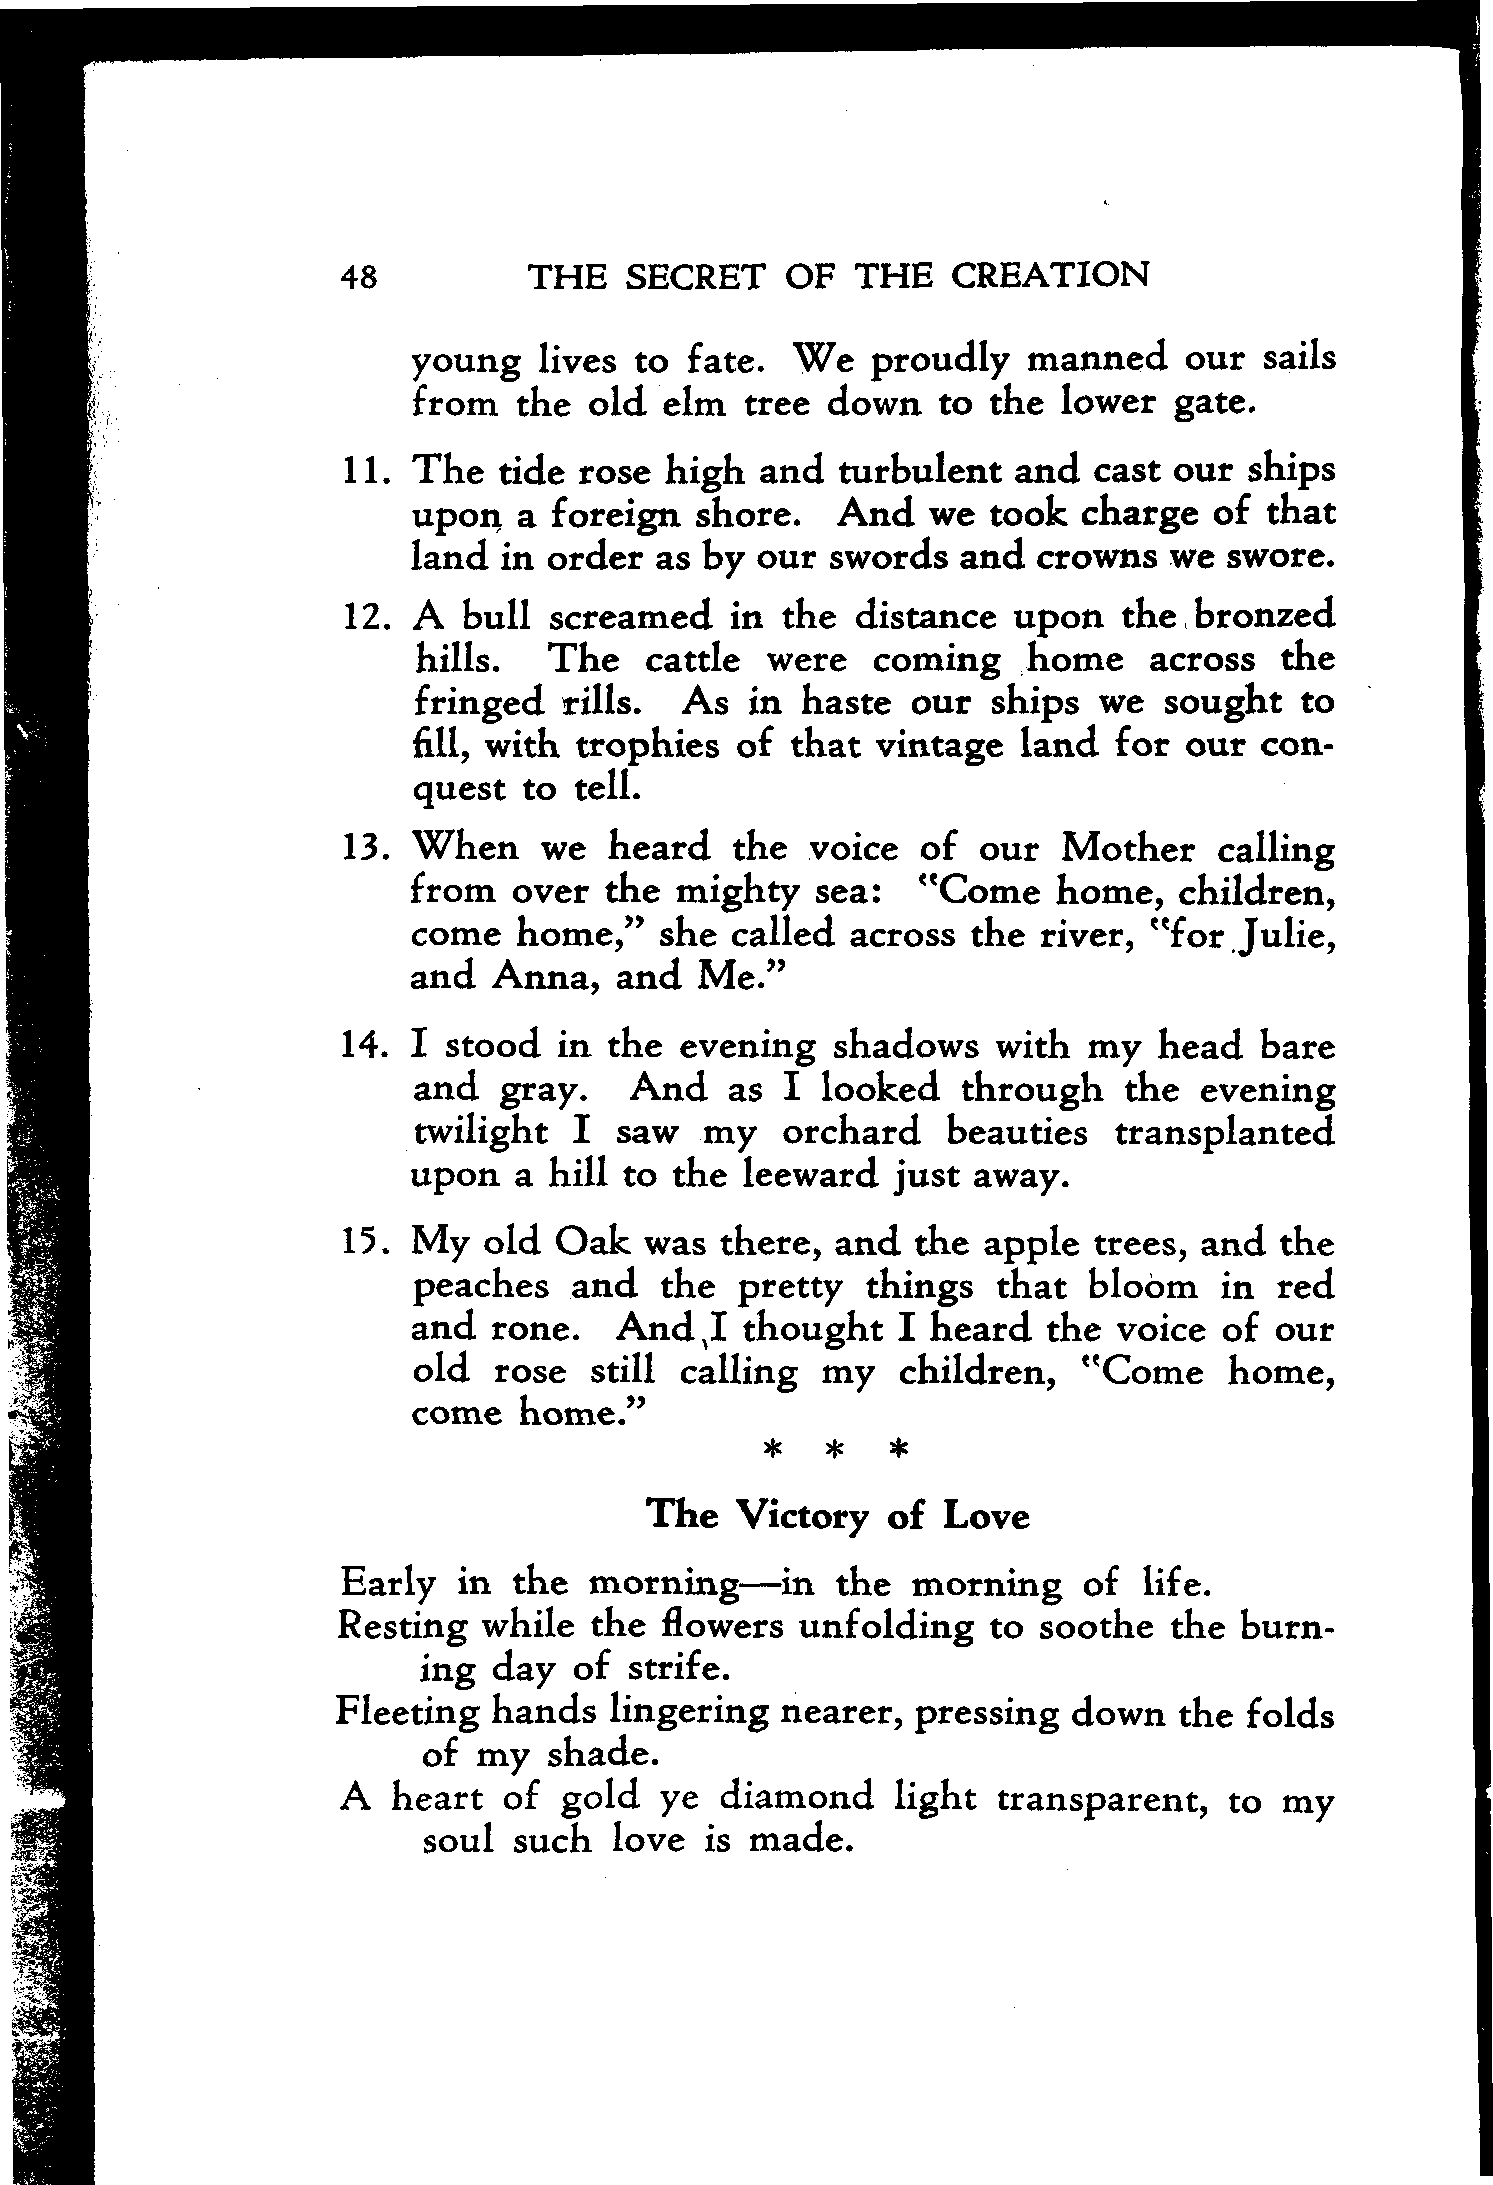 48 THE SECRET OF THE CREATION
young lives to fate. We proudly manned our sails
from the old elm tree down to the lower gate.
11. The tide rose high and turbulent and cast our ships
upon a foreign shore. And we took charge of that
land in order as by our swords and crowns we swore.
12. A bull screamed in the distance upon the bronzed
hills. The cattle were coming home across the
fringed rills. As in haste our ships we sought to
fill, with trophies of that vintage land for our con-
quest to tell.
13. When we heard the voice of our Mother calling
from over the mighty sea: "Come home, children,
come home," she called across the river, "for Julie,
and Anna, and Me."
14. I stood in the evening shadows with my head bare
and gray. And as I looked through the evening
twilight I saw my orchard beauties transplanted
upon a hill to the leeward just away.
15. My old Oak was there, and the apple trees, and the
peaches and the pretty things that bloom in red
and rone. And I thought I heard the voice of our
old rose still calling my children, "Come home,
come home."
* * *
The Victory of Love
Early in the morning—in the morning of life.
Resting while the flowers unfolding to soothe the burn-
ing day of strife.
Fleeting hands lingering nearer, pressing down the folds
of my shade.
A heart of gold ye diamond light transparent, to my
soul such love is made.